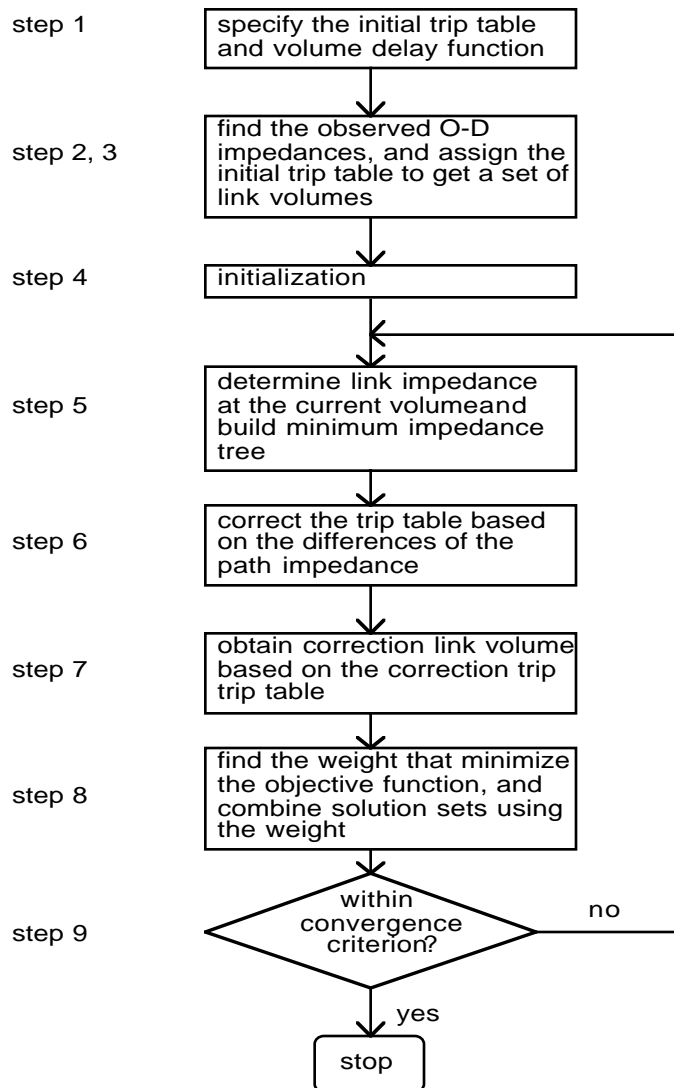 step 1
specify the initial trip table
and volume delay function
step 2, 3
find the observed O-D
impedances, and assign the
initial trip table to get a set of
link volumes
step 4
initialization
step 5
determine link impedance
at the current volumeand
build minimum impedance
tree
step 6
correct the trip table based
on the differences of the
path impedance
step 7
obtain correction link volume
based on the correction trip
trip table
step 8
find the weight that minimize
the objective function, and
combine solution sets using
the weight
step 9
within
convergence
criterion?
no
yes
stop